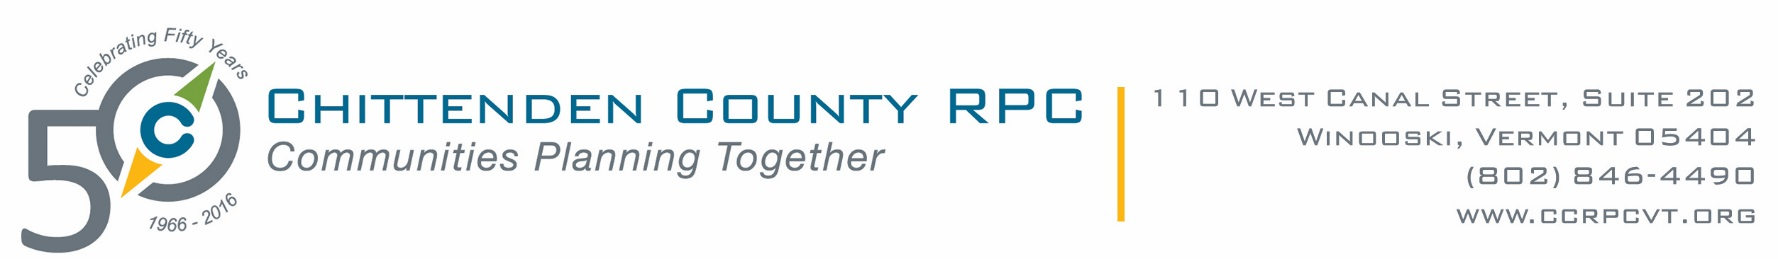 Celebrating Fifty Years
50
C
1966 - 2016
CHITTENDEN COUNTY RPC
Communities Planning Together
110 WEST CANAL STREET, SUITE 202
WINOOSKI, VERMONT 05404
(802) 846-4490
WWW.CCRPCVT.ORG